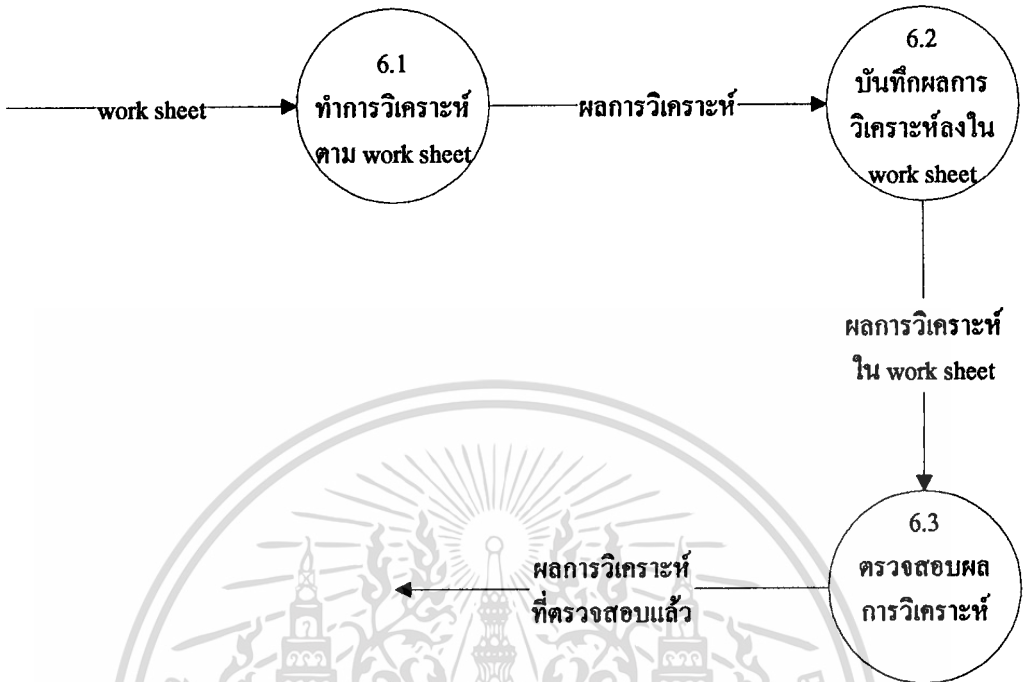 work sheet
6.1
ทำการวิเคราะห์
ตาม work sheet
ผลการวิเคราะห์
6.2
บันทึกผลการ
วิเคราะห์ลงใน
work sheet
ผลการวิเคราะห์
ใน work sheet
6.3
ตรวจสอบผล
การวิเคราะห์
ผลการวิเคราะห์
ที่ตรวจสอบแล้ว